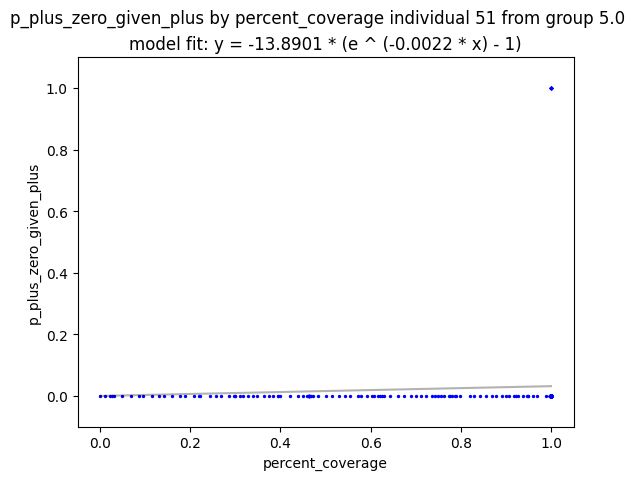 p_plus_zero_given_plus by percent_coverage individual 51 from group 5.0
model fit: y = -13.8901 * (e ^ (-0.0022 * x) - 1)
1.0
0.8
0.6
0.4
0.2
0.0
p_plus_zero_given_plus
0.0 0.2 0.4 0.6 0.8 1.0
percent_coverage